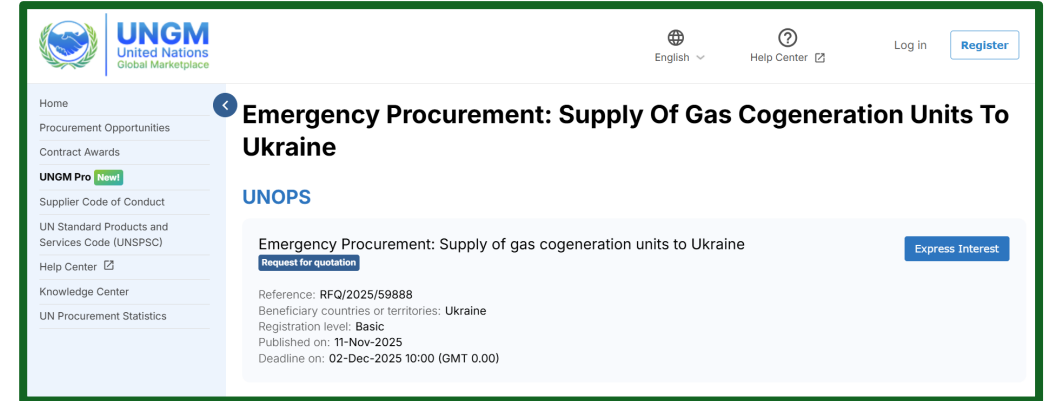 UNGM
United Nations
Global Marketplace
English
Help Center
Log in
Register
Home
Procurement Opportunities
Contract Awards
UNGM Pro New!
Supplier Code of Conduct
UN Standard Products and
Services Code (UNSPSC)
Help Center
Knowledge Center
UN Procurement Statistics
Emergency Procurement: Supply Of Gas Cogeneration Units To
Ukraine
UNOPS
Emergency Procurement: Supply of gas cogeneration units to Ukraine
Request for quotation
Express Interest
Reference: RFQ/2025/59888
Beneficiary countries or territories: Ukraine
Registration level: Basic
Published on: 11-Nov-2025
Deadline on: 02-Dec-2025 10:00 (GMT 0.00)